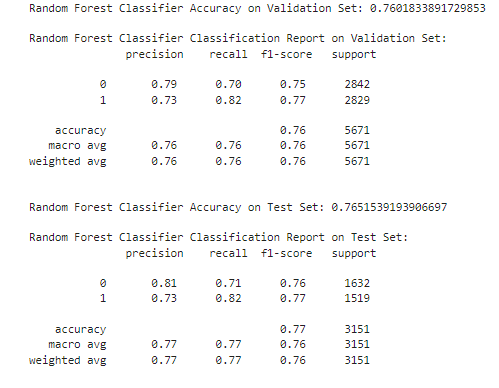 Random Forest Classifier Accuracy on Validation Set: 0.7601833891729853
Random Forest Classifier Classification Report on Validation Set:
precision recall f1-score support
0 0.79 0.70 0.75 2842
1 0.73 0.82 0.77 2829
accuracy 0.76 5671
macro avg 0.76 0.76 0.76 5671
weighted avg 0.76 0.76 0.76 5671
Random Forest Classifier Accuracy on Test Set: 0.7651539193906697
Random Forest Classifier Classification Report on Test Set:
precision recall f1-score support
0 0.81 0.71 0.76 1632
1 0.73 0.82 0.77 1519
accuracy 0.77 3151
macro avg 0.77 0.77 0.76 3151
weighted avg 0.77 0.77 0.76 3151